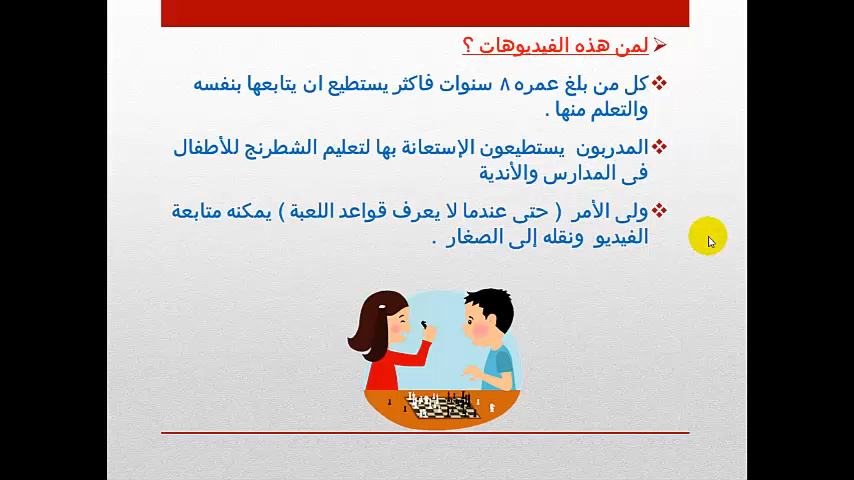 لمن هذه الفيديوهات ؟
كل من بلغ عمره ٨ سنوات فاكثر يستطيع ان يتابعها بنفسه
والتعلم منها .
المدربون يستطيعون الإستعانة بها لتعليم الشطرنج للأطفال
فى المدارس والأندية
ولى الأمر ( حتى عندما لا يعرف قواعد اللعبة ) يمكنه متابعة
الفيديو ونقله إلى الصغار .